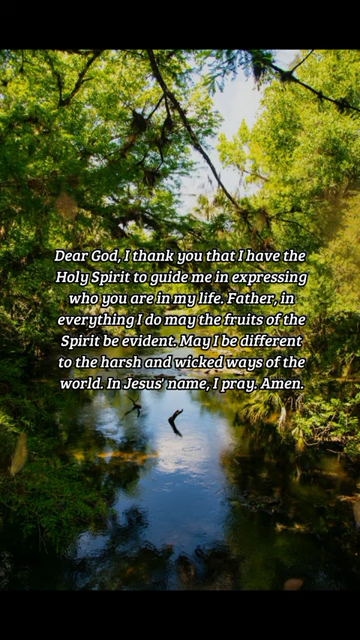 Dear God, I thank you that I have the
Holy Spirit to guide me in expressing
who you are in my life. Father, in
everything I do may the fruits of the
Spirit be evident. May I be different
to the harsh and wicked ways of the
world. In Jesus' name, I pray. Amen.